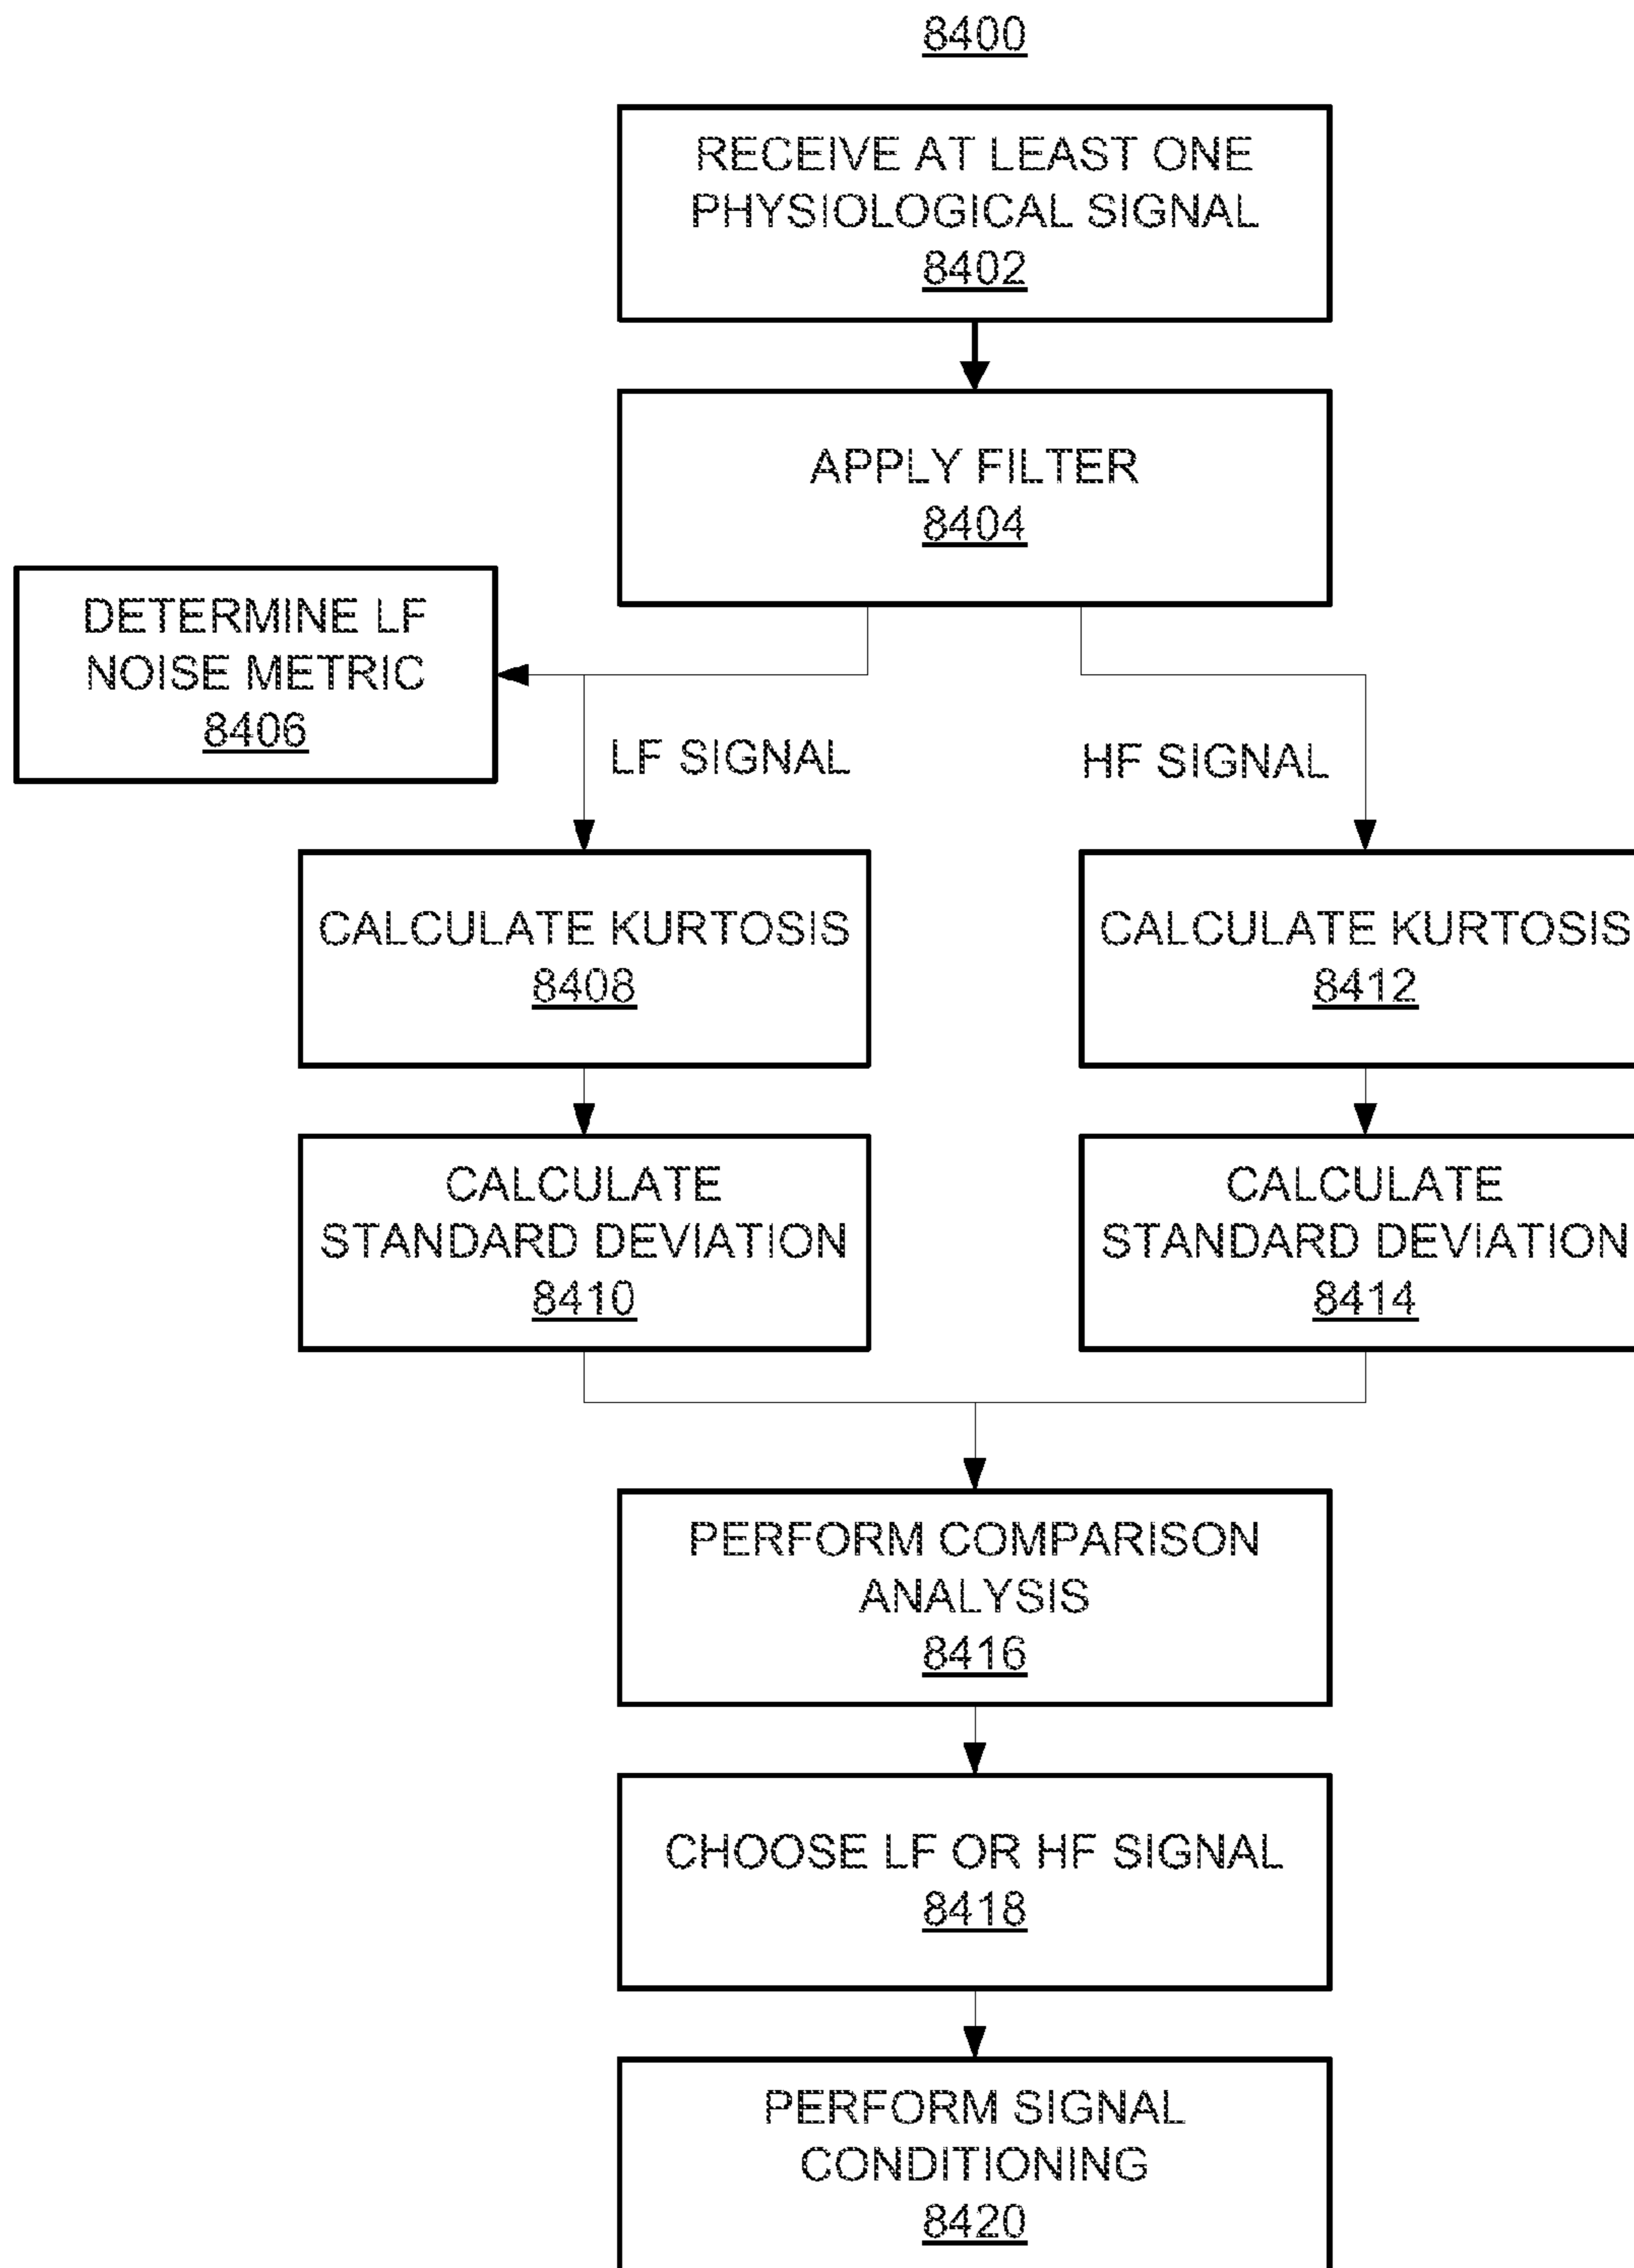 8400
RECEIVE AT LEAST ONE
PHYSIOLOGICAL SIGNAL
8402
APPLY FILTER
8404
DETERMINE LF
NOISE METRIC
8406
LF SIGNAL
HF SIGNAL
CALCULATE KURTOSIS
8408
CALCULATE KURTOSIS
8412
CALCULATE
STANDARD DEVIATION
8410
CALCULATE
STANDARD DEVIATION
8414
PERFORM COMPARISON
ANALYSIS
8416
CHOOSE LF OR HF SIGNAL
8418
PERFORM SIGNAL
CONDITIONING
8420